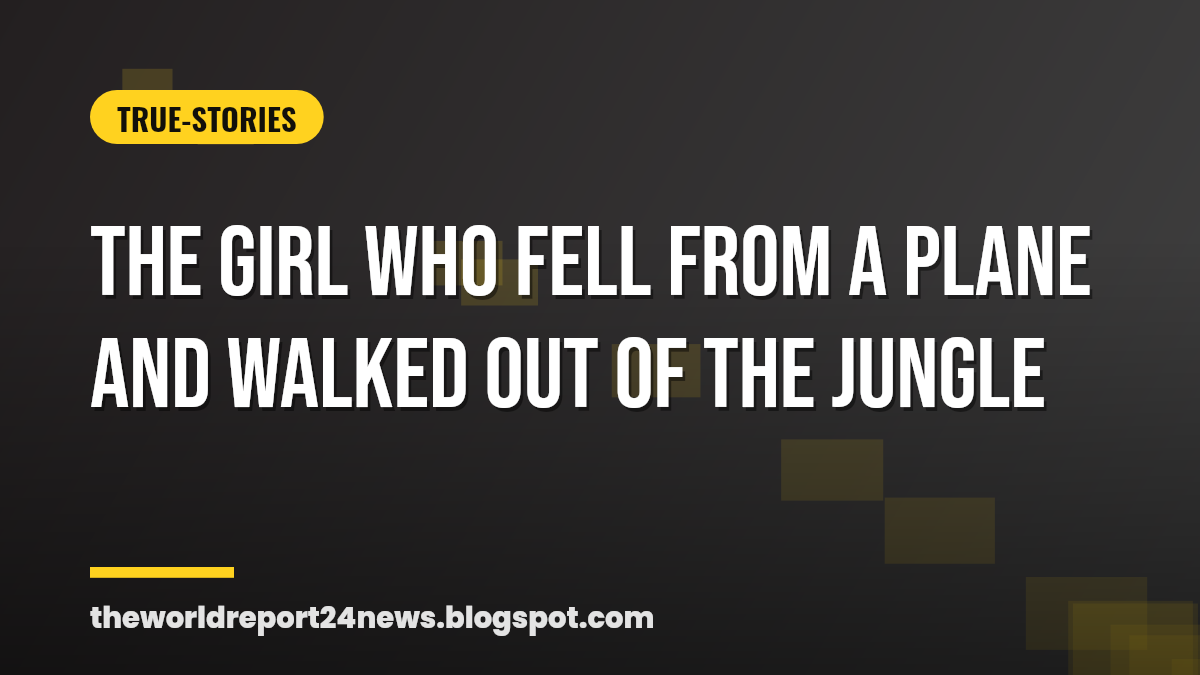 TRUE-STORIES
THE GIRL WHO FELL FROM A PLANE
AND WALKED OUT OF THE JUNGLE
theworldreport24news.blogspot.com